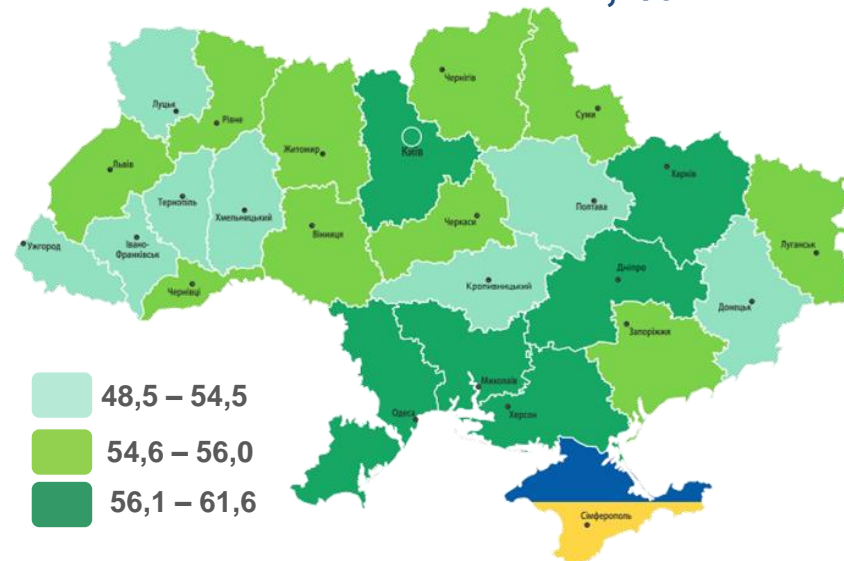 Чернігів
Луцьк
Рівне
Суми
Житомир
Київ
Львів
Харків
Тернопіль
Хмельницький
Полтава
Черкаси
Вінниця
Ужгород
Івано-
Франківськ
Луганськ
Дніпро
Кропивницький
Чернівці
Донецьк
Запоріжжя
Миколаїв
Одеса
Херсон
48,5 – 54,5
54,6 – 56,0
56,1 – 61,6
Сімферополь